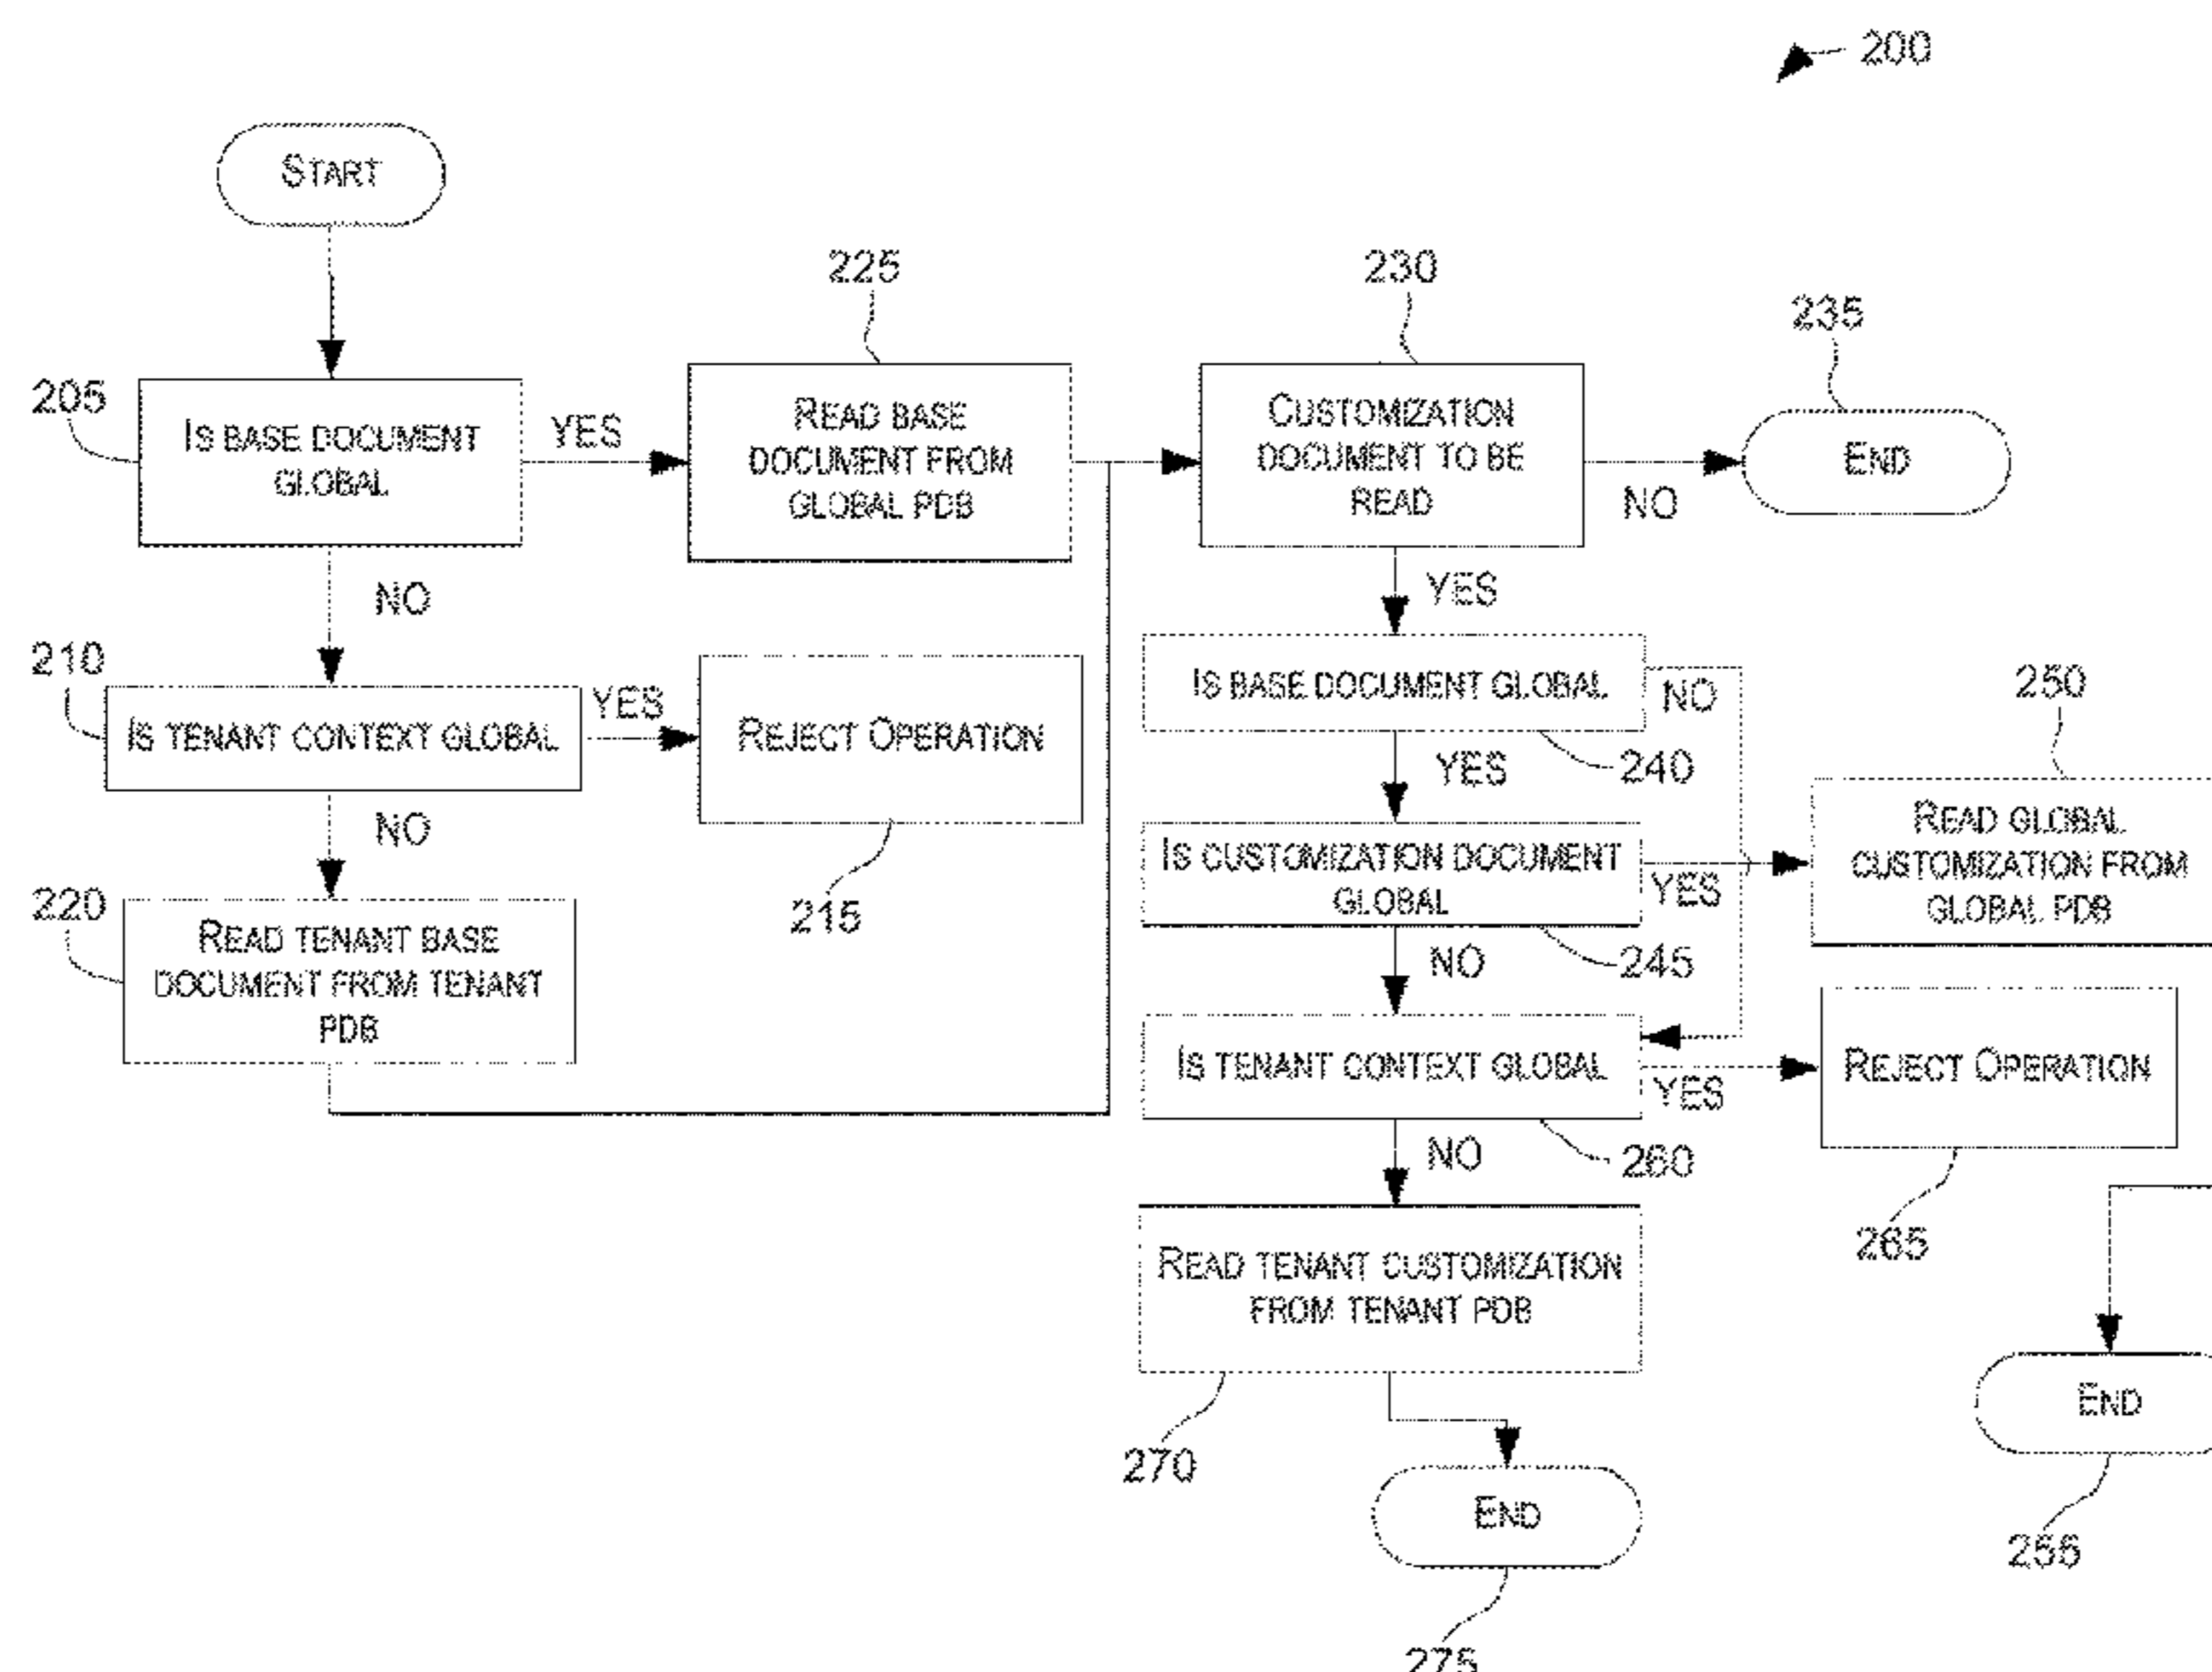 200
START
205
IS BASE DOCUMENT
GLOBAL
YES
NO
225
READ BASE
DOCUMENT FROM
GLOBAL PDB
230
CUSTOMIZATION
DOCUMENT TO BE
READ
NO
YES
235
END
210
IS TENANT CONTEXT GLOBAL
YES
NO
REJECT OPERATION
215
220
READ TENANT BASE
DOCUMENT FROM TENANT
PDB
IS BASE DOCUMENT GLOBAL
NO
240
YES
IS CUSTOMIZATION DOCUMENT
GLOBAL
YES
245
NO
250
READ GLOBAL
CUSTOMIZATION FROM
GLOBAL PDB
IS TENANT CONTEXT GLOBAL
YES
260
NO
REJECT OPERATION
265
READ TENANT CUSTOMIZATION
FROM TENANT PDB
270
END
255
END
275